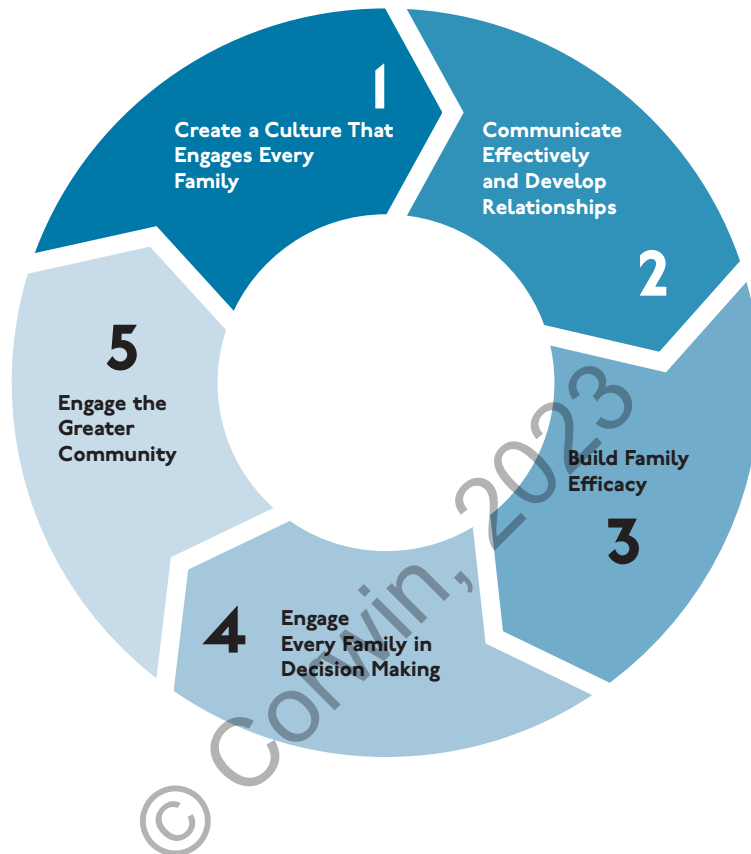 1
Create a Culture That
Engages Every
Family
Communicate
Effectively
and Develop
Relationships
2
Build Family
Efficacy
3
4
Engage
Every Family in
Decision Making
5
Engage the
Greater
Community
© Corwin, 2023